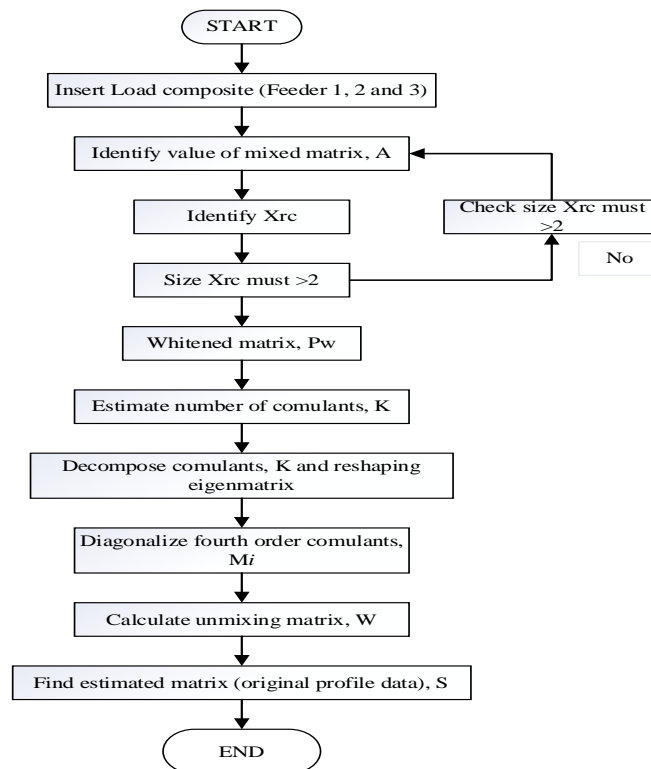 START
Insert Load composite (Feeder 1, 2 and 3)
Identify value of mixed matrix, A
Identify Xrc
Check size Xrc must
>2
No
Size Xrc must >2
Whitened matrix, Pw
Estimate number of comulants, K
Decompose comulants, K and reshaping
eigenmatrix
Diagonalize fourth order comulants,
Mi
Calculate unmixing matrix, W
Find estimated matrix (original profile data), S
END